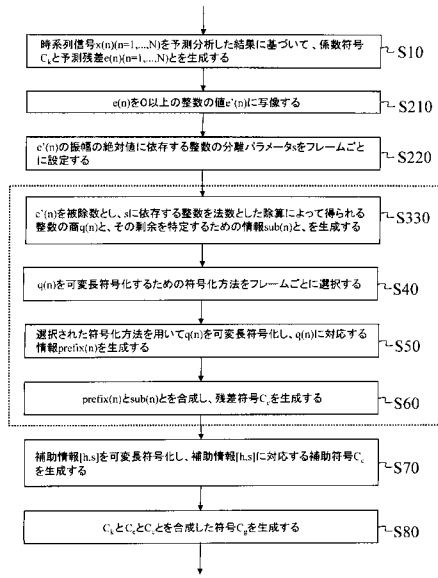 時系列信号x(n)(n=1,...,N)を予測分析した結果に基づいて、係数符号
C_kと予測残差e(n)(n=1,...,N)とを生成する
S10
e(n)を0以上の整数の値e'(n)に写像する
S210
e'(n)の振幅の絶対値に依存する整数の分離パラメータsをフレームごと
に設定する
S220
e'(n)を被除数とし、sに依存する整数を法数とした除算によって得られる
整数の商q(n)と、その剰余を特定するための情報sub(n)と、を生成する
S330
q(n)を可変長符号化するための符号化方法をフレームごとに選択する
S40
選択された符号化方法を用いてq(n)を可変長符号化し、q(n)に対応する
情報prefix(n)を生成する
S50
prefix(n)とsub(n)とを合成し、残差符号C_eを生成する
S60
補助情報[h,s]を可変長符号化し、補助情報[h,s]に対応する補助符号C_c
を生成する
S70
C_kとC_eとC_cとを合成した符号C_gを生成する
S80